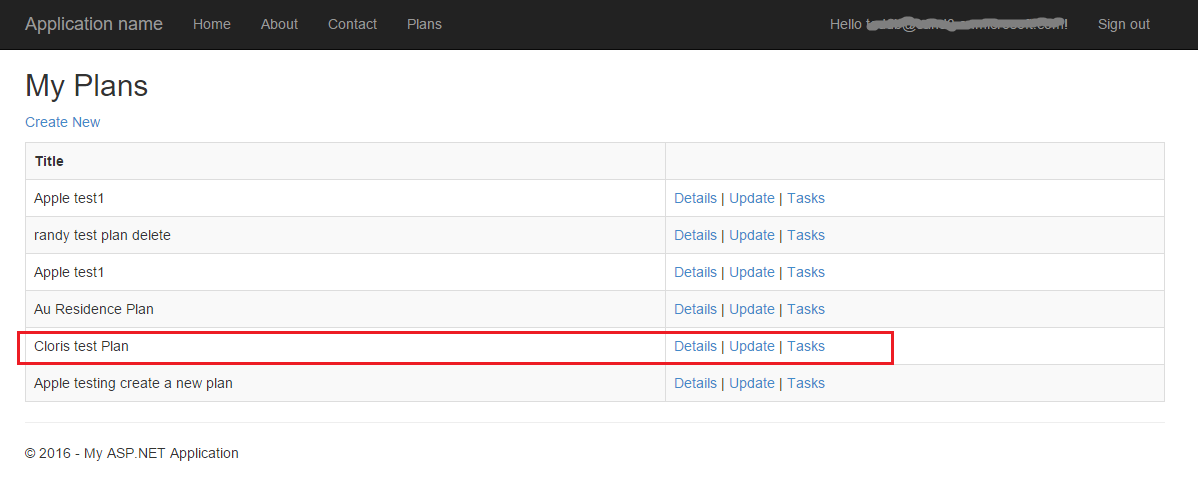 Application name Home About Contact Plans Hello Sign out
My Plans
Create New
Title
Apple test1 Details | Update | Tasks
randy test plan delete Details | Update | Tasks
Apple test1 Details | Update | Tasks
Au Residence Plan Details | Update | Tasks
Cloris test Plan Details | Update | Tasks
Apple testing create a new plan Details | Update | Tasks
© 2016 - My ASP.NET Application